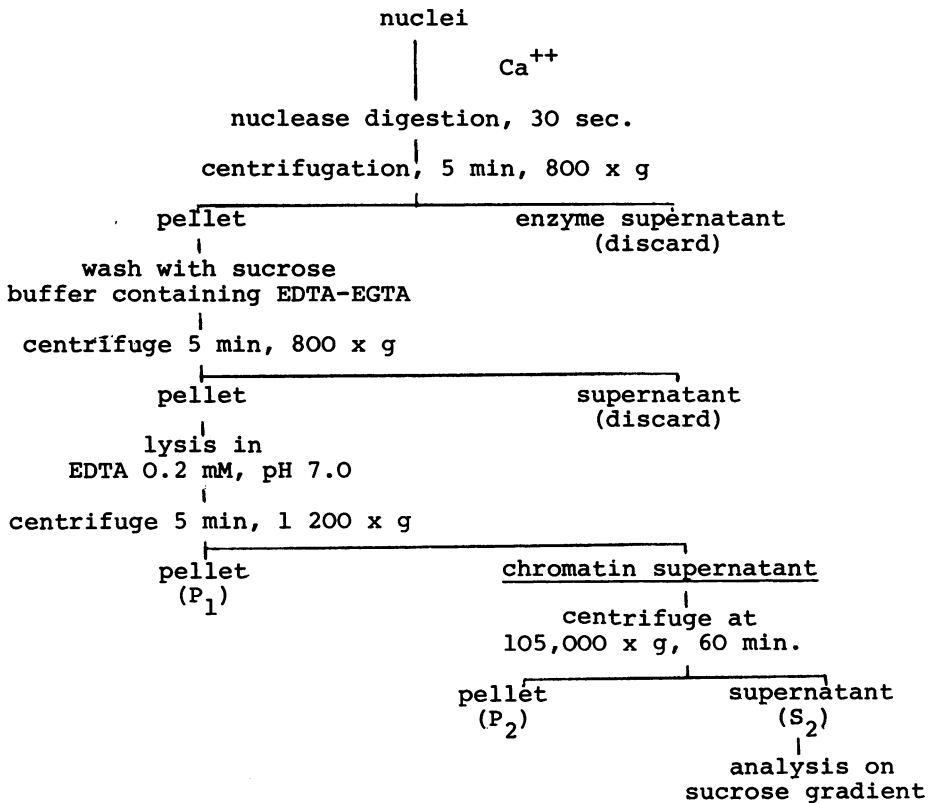 nuclei
Ca++
nuclease digestion, 30 sec.
centrifugation, 5 min, 800 x g
pellet
enzyme supernatant
(discard)
wash with sucrose
buffer containing EDTA-EGTA
centrifuge 5 min, 800 x g
pellet
supernatant
(discard)
lysis in
EDTA 0.2 mM, pH 7.0
centrifuge 5 min, 1 200 x g
pellet
(P1)
chromatin supernatant
centrifuge at
105,000 x g, 60 min.
pellet
(P2)
supernatant
(S2)
analysis on
sucrose gradient